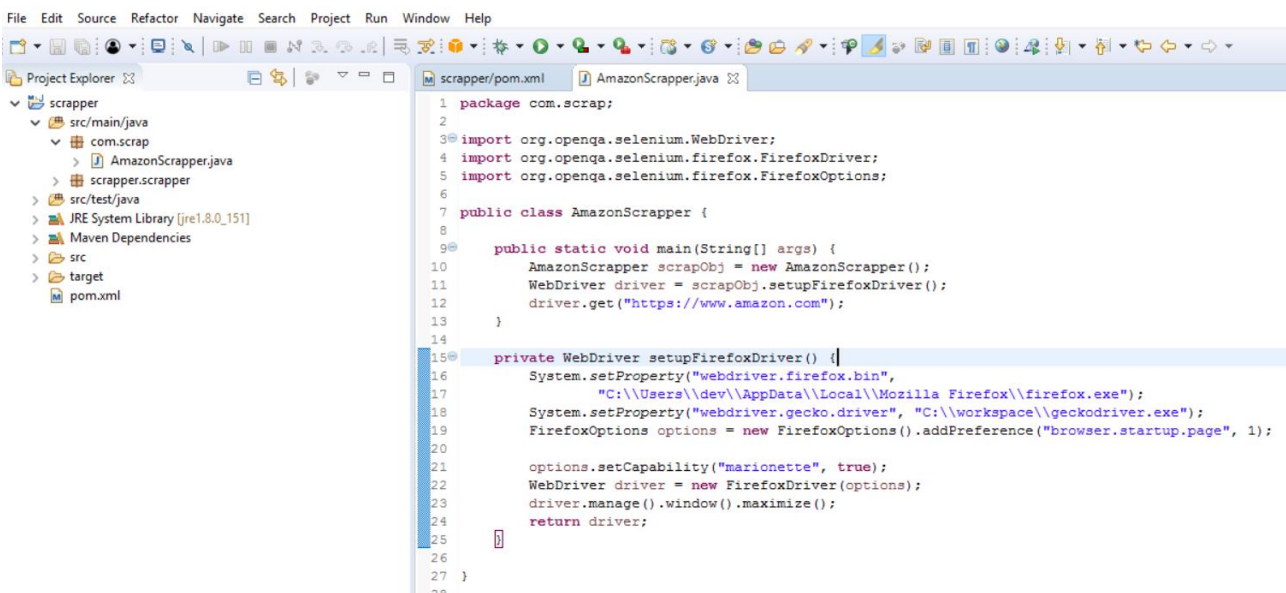 File Edit Source Refactor Navigate Search Project Run Window Help
Project Explorer
scrapper
src/main/java
com.scrap
AmazonScrapper.java
scrapper.scrapper
src/test/java
JRE System Library [jre1.8.0_151]
Maven Dependencies
src
target
pom.xml
scrapper/pom.xml
AmazonScrapper.java
1 package com.scrap;
2
3 import org.openqa.selenium.WebDriver;
4 import org.openqa.selenium.firefox.FirefoxDriver;
5 import org.openqa.selenium.firefox.FirefoxOptions;
6
7 public class AmazonScrapper {
8
9     public static void main(String[] args) {
10         AmazonScrapper scrapObj = new AmazonScrapper();
11         WebDriver driver = scrapObj.setupFirefoxDriver();
12         driver.get("https://www.amazon.com");
13     }
14
15     private WebDriver setupFirefoxDriver() {
16         System.setProperty("webdriver.firefox.bin",
17                 "C:\\Users\\dev\\AppData\\Local\\Mozilla Firefox\\firefox.exe");
18         System.setProperty("webdriver.gecko.driver", "C:\\workspace\\geckodriver.exe");
19         FirefoxOptions options = new FirefoxOptions().addPreference("browser.startup.page", 1);
20
21         options.setCapability("marionette", true);
22         WebDriver driver = new FirefoxDriver(options);
23         driver.manage().window().maximize();
24         return driver;
25     }
26
27 }